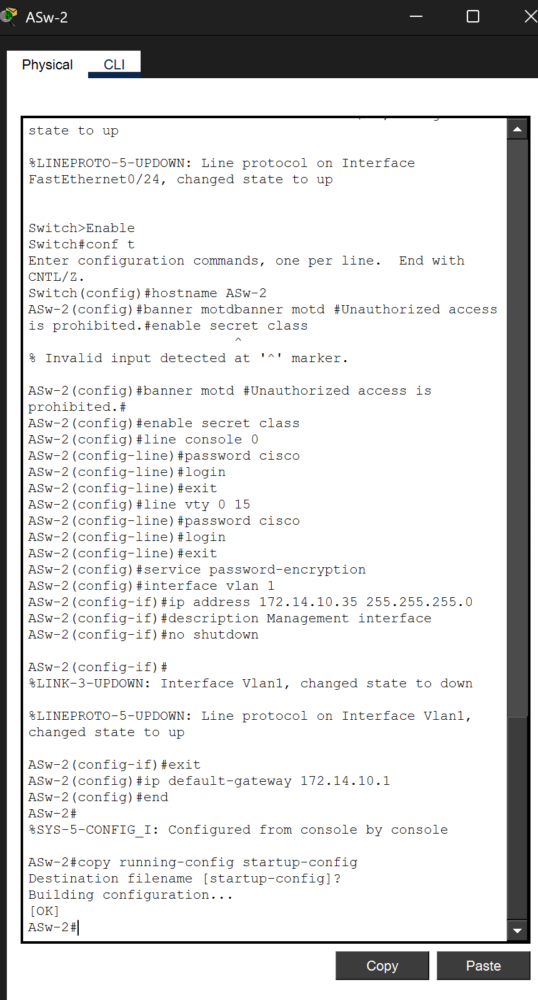 ASw-2
Physical
CLI
state to up
%LINEPROTO-5-UPDOWN: Line protocol on Interface
FastEthernet0/24, changed state to up
Switch>Enable
Switch#conf t
Enter configuration commands, one per line.  End with
CNTL/Z.
Switch(config)#hostname ASw-2
ASw-2(config)#banner motdbanner motd #Unauthorized access
is prohibited.#enable secret class
^
% Invalid input detected at '^' marker.
ASw-2(config)#banner motd #Unauthorized access is
prohibited.#
ASw-2(config)#enable secret class
ASw-2(config)#line console 0
ASw-2(config-line)#password cisco
ASw-2(config-line)#login
ASw-2(config-line)#exit
ASw-2(config)#line vty 0 15
ASw-2(config-line)#password cisco
ASw-2(config-line)#login
ASw-2(config-line)#exit
ASw-2(config)#service password-encryption
ASw-2(config)#interface vlan 1
ASw-2(config-if)#ip address 172.14.10.35 255.255.255.0
ASw-2(config-if)#description Management interface
ASw-2(config-if)#no shutdown
ASw-2(config-if)#
%LINK-3-UPDOWN: Interface Vlan1, changed state to down
%LINEPROTO-5-UPDOWN: Line protocol on Interface Vlan1,
changed state to up
ASw-2(config-if)#exit
ASw-2(config)#ip default-gateway 172.14.10.1
ASw-2(config)#end
ASw-2#
%SYS-5-CONFIG_I: Configured from console by console
ASw-2#copy running-config startup-config
Destination filename [startup-config]?
Building configuration...
[OK]
ASw-2#
Copy
Paste